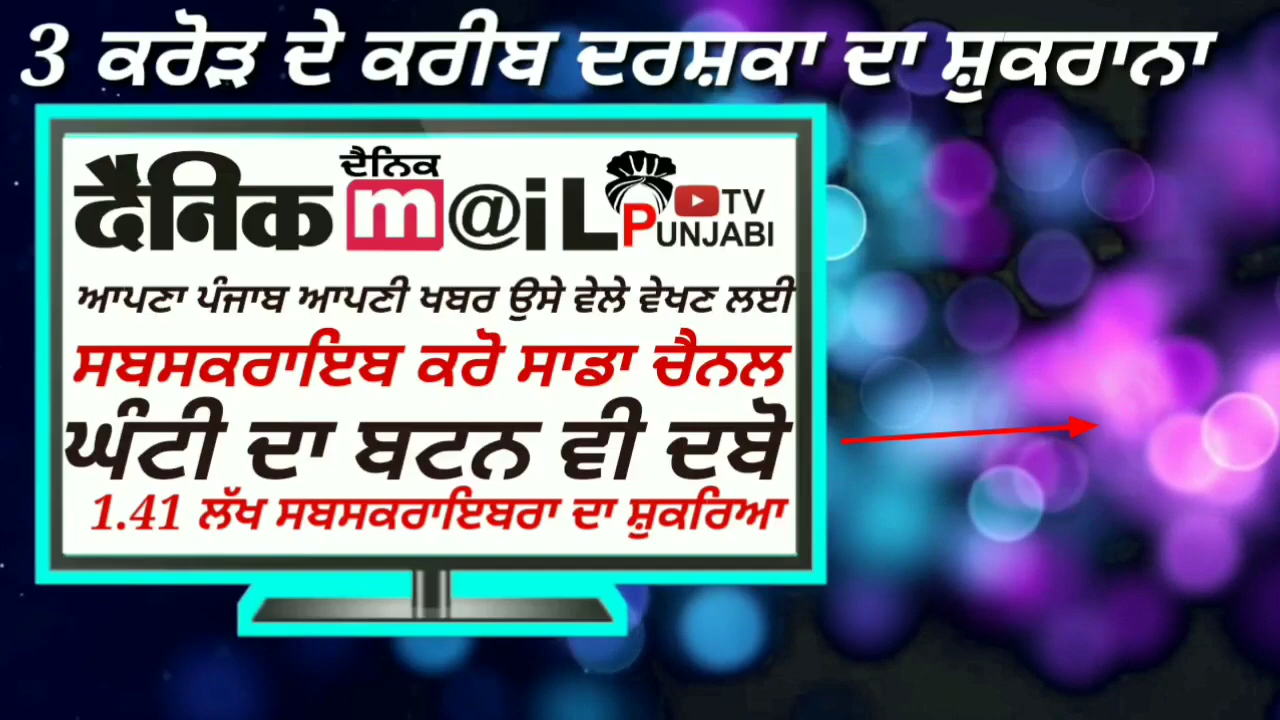 3 ਕਰੋੜ ਦੇ ਕਰੀਬ ਦਰਸ਼ਕਾ ਦਾ ਸ਼ੁਕਰਾਨਾ
दैनिक ਦੈਨਿਕ m@iL PUNJABI TV
ਆਪਣਾ ਪੰਜਾਬ ਆਪਣੀ ਖਬਰ ਉਸੇ ਵੇਲੇ ਵੇਖਣ ਲਈ
ਸਬਸਕਰਾਇਬ ਕਰੋ ਸਾਡਾ ਚੈਨਲ
ਘੰਟੀ ਦਾ ਬਟਨ ਵੀ ਦਬੋ
1.41 ਲੱਖ ਸਬਸਕਰਾਇਬਰਾ ਦਾ ਸ਼ੁਕਰਿਆ